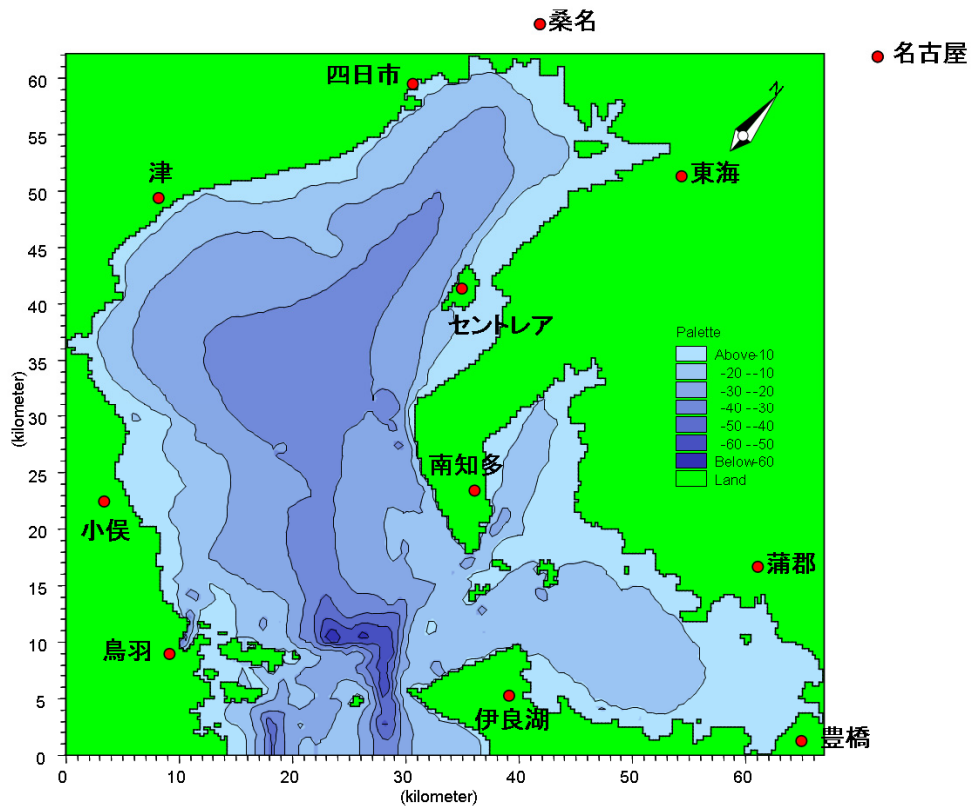 桑名
名古屋
四日市
N
津
東海
セントレア
Palette
Above -10
-20 - -10
-30 - -20
-40 - -30
-50 - -40
-60 - -50
Below -60
Land
南知多
小俣
蒲郡
鳥羽
伊良湖
豊橋
60
55
50
45
40
35
30
25
20
15
10
5
0
(kilometer)
0 10 20 30 40 50 60
(kilometer)